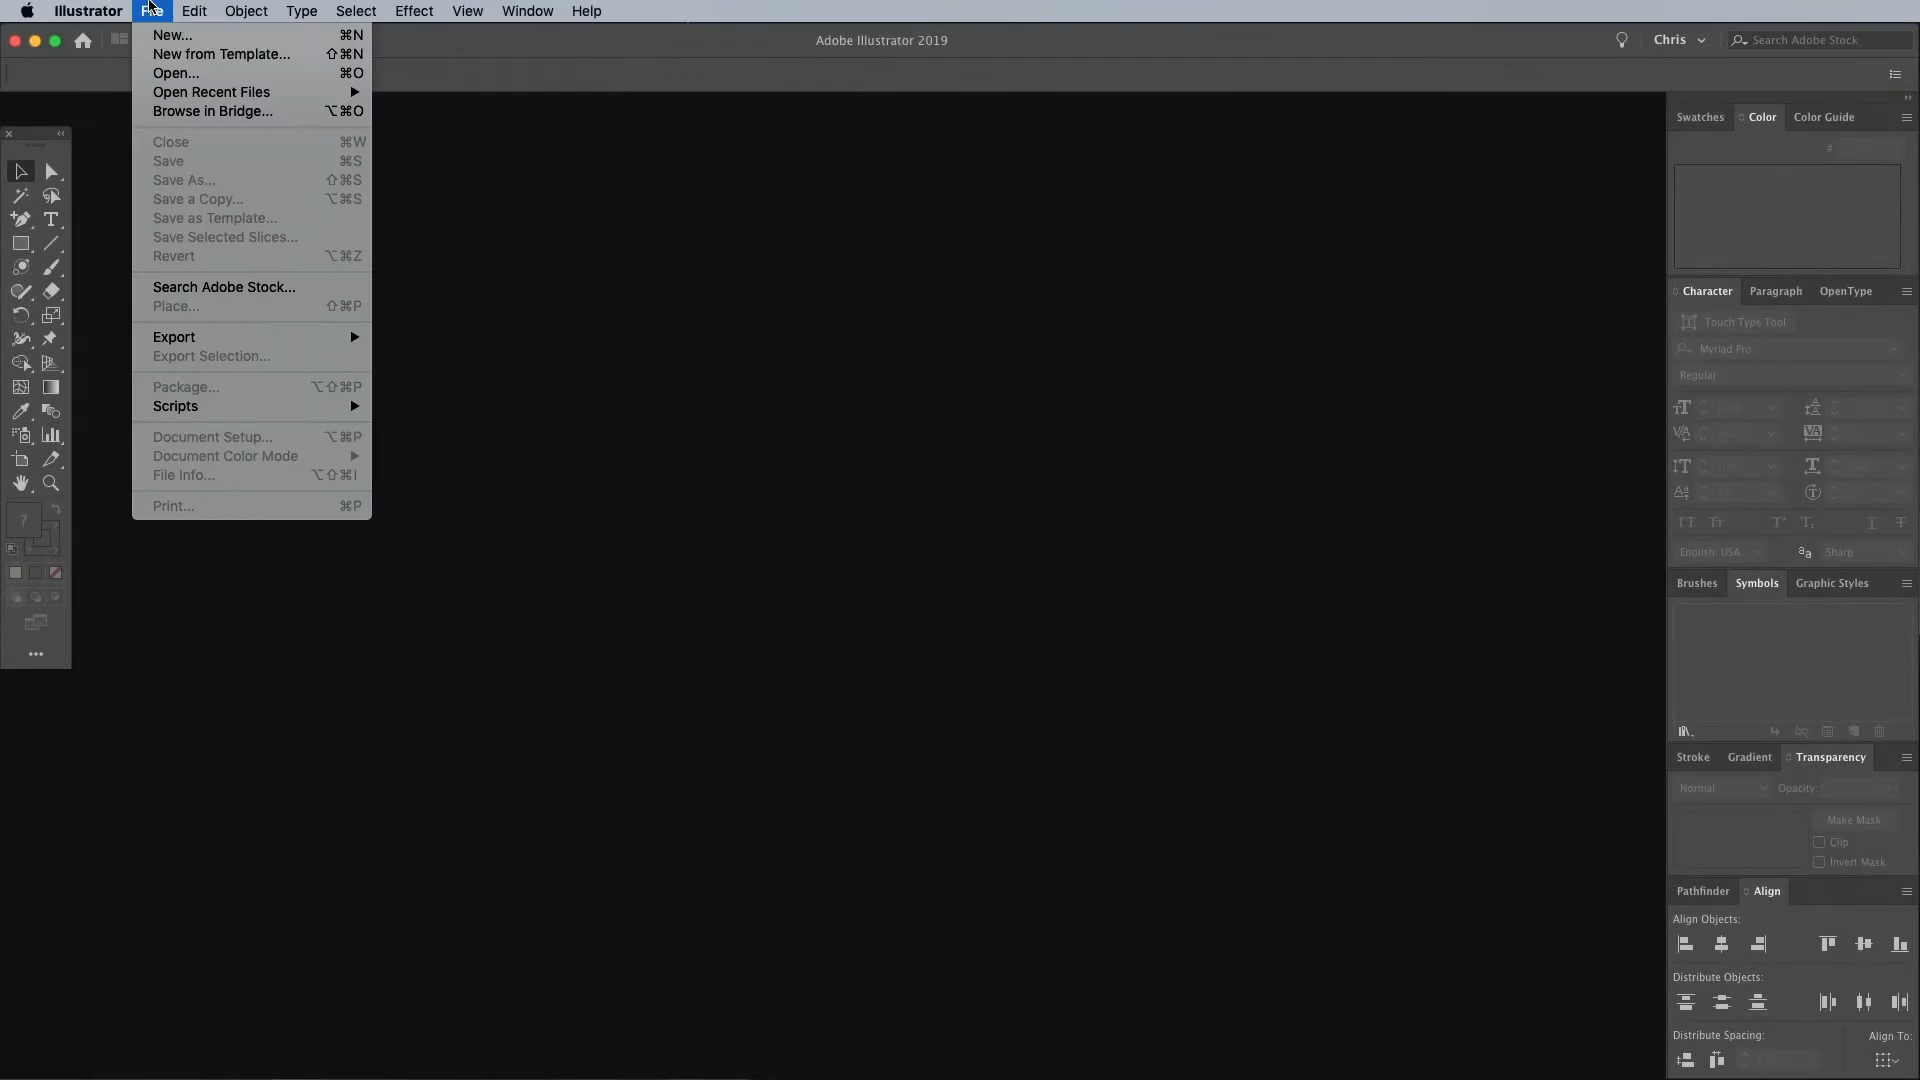 Illustrator File Edit Object Type Select Effect View Window Help
Adobe Illustrator 2019
Chris
Search Adobe Stock
New... ⌘N
New from Template... ⇧⌘N
Open... ⌘O
Open Recent Files
Browse in Bridge... ⌥⌘O
Close ⌘W
Save ⌘S
Save As... ⇧⌘S
Save a Copy... ⌥⌘S
Save as Template...
Save Selected Slices...
Revert ⌥⌘Z
Search Adobe Stock...
Place... ⇧⌘P
Export
Export Selection...
Package... ⌥⇧⌘P
Scripts
Document Setup... ⌥⌘P
Document Color Mode
File Info... ⌥⇧⌘I
Print... ⌘P
Swatches Color Color Guide
#
Character Paragraph OpenType
Touch Type Tool
Myriad Pro
Regular
English: USA
Sharp
Brushes Symbols Graphic Styles
Stroke Gradient Transparency
Normal Opacity:
Make Mask
Clip
Invert Mask
Pathfinder Align
Align Objects:
Distribute Objects:
Distribute Spacing: Align To: